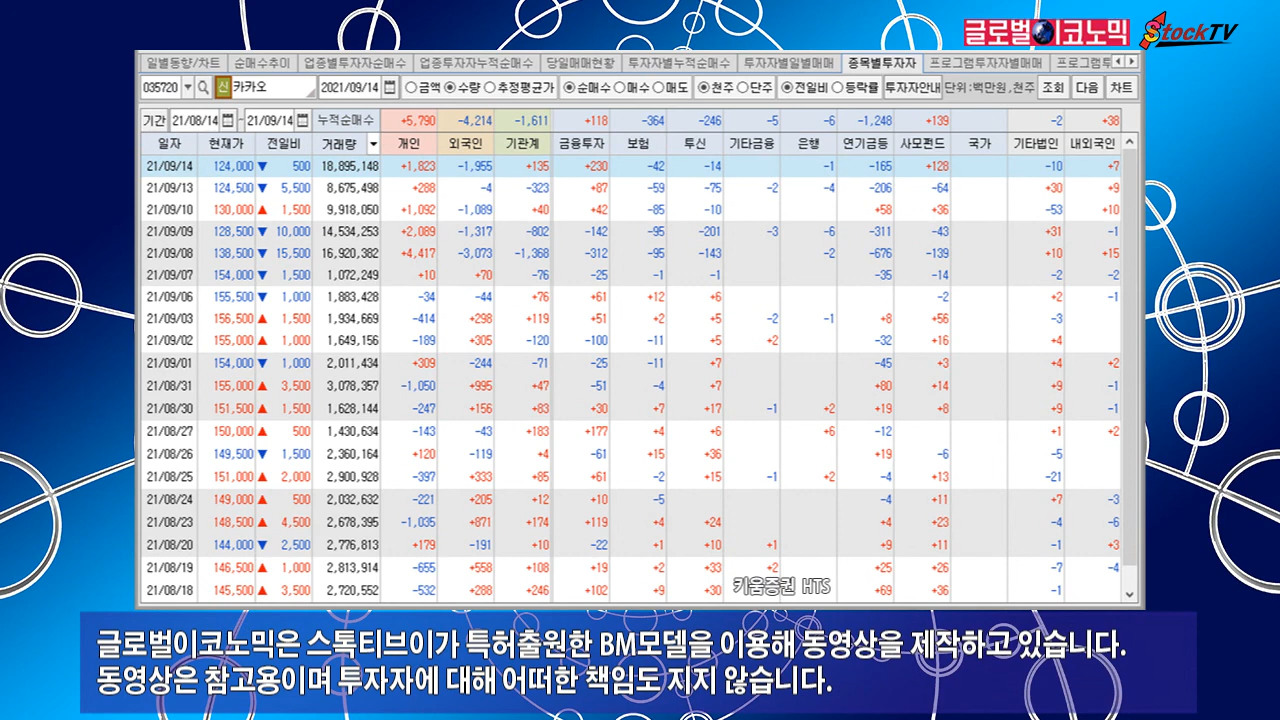 글로벌이코노믹 StockTV
일별동향/차트 순매수추이 업종별투자자순매수 업종투자자누적순매수 당일매매현황 투자자별누적순매수 투자자별일별매매 종목별투자자 프로그램투자자별매매 프로그램
035720 신 카카오 2021/09/14 금액 수량 추정평균가 순매수 매수 매도 천주 단주 전일비 등락률 투자자안내 단위:백만원,천주 조회 다음 차트
기간 21/08/14 - 21/09/14 누적순매수 +5,790 -4,214 -1,611 +118 -364 -246 -5 -6 -1,248 +139 -2 +38
일자 현재가 전일비 거래량 개인 외국인 기관계 금융투자 보험 투신 기타금융 은행 연기금등 사모펀드 국가 기타법인 내외국인
21/09/14 124,000 ▼ 500 18,895,148 +1,823 -1,955 +135 +230 -42 -14 -1 -165 +128 -10 +7
21/09/13 124,500 ▼ 5,500 8,675,498 +288 -4 -323 +87 -59 -75 -2 -4 -206 -64 +30 +9
21/09/10 130,000 ▲ 1,500 9,918,050 +1,092 -1,089 +40 +42 -85 -10 +58 +36 -53 +10
21/09/09 128,500 ▼ 10,000 14,534,253 +2,089 -1,317 -802 -142 -95 -201 -3 -6 -311 -43 +31 -1
21/09/08 138,500 ▼ 15,500 16,920,382 +4,417 -3,073 -1,368 -312 -95 -143 -2 -676 -139 +10 +15
21/09/07 154,000 ▼ 1,500 1,072,249 +10 +70 -76 -25 -1 -1 -35 -14 -2 -2
21/09/06 155,500 ▼ 1,000 1,883,428 -34 -44 +76 +61 +12 +6 -2 +2 -1
21/09/03 156,500 ▲ 1,500 1,934,669 -414 +298 +119 +51 +2 +5 -2 -1 +8 +56 -3
21/09/02 155,000 ▲ 1,000 1,649,156 -189 +305 -120 -100 -11 +5 +2 -32 +16 +4
21/09/01 154,000 ▼ 1,000 2,011,434 +309 -244 -71 -25 -11 +7 -45 +3 +4 +2
21/08/31 155,000 ▲ 3,500 3,078,357 -1,050 +995 +47 -51 -4 +7 +80 +14 +9 -1
21/08/30 151,500 ▲ 1,500 1,628,144 -247 +156 +83 +30 +7 +17 -1 +2 +19 +8 +9 -1
21/08/27 150,000 ▲ 500 1,430,634 -143 -43 +183 +177 +4 +6 +6 -12 +1 +2
21/08/26 149,500 ▼ 1,500 2,360,164 +120 -119 +4 -61 +15 +36 +19 -6 -5
21/08/25 151,000 ▲ 2,000 2,900,928 -397 +333 +85 +61 -2 +15 -1 +2 -4 +13 -21
21/08/24 149,000 ▲ 500 2,032,632 -221 +205 +12 +10 -5 -4 +11 +7 -3
21/08/23 148,500 ▲ 4,500 2,678,395 -1,035 +871 +174 +119 +4 +24 +4 +23 -4 -6
21/08/20 144,000 ▼ 2,500 2,776,813 +179 -191 +10 -22 +1 +10 +1 +9 +11 -1 +3
21/08/19 146,500 ▲ 1,000 2,813,914 -655 +558 +108 +19 +2 +33 +2 +25 +26 -7 -4
21/08/18 145,500 ▲ 3,500 2,720,552 -532 +288 +246 +102 +9 +30 +69 +36 -1
키움증권 HTS
글로벌이코노믹은 스톡티브이가 특허출원한 BM모델을 이용해 동영상을 제작하고 있습니다.
동영상은 참고용이며 투자자에 대해 어떠한 책임도 지지 않습니다.